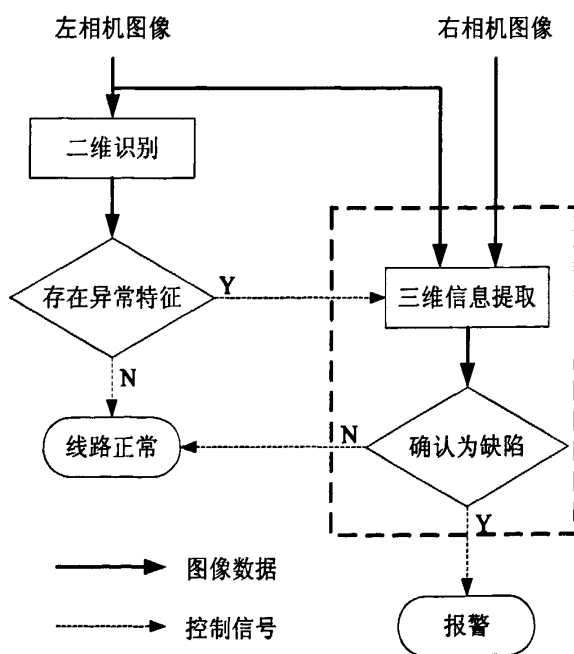 左相机图像
右相机图像
二维识别
存在异常特征
Y
三维信息提取
N
线路正常
N
确认为缺陷
Y
图像数据
控制信号
报警